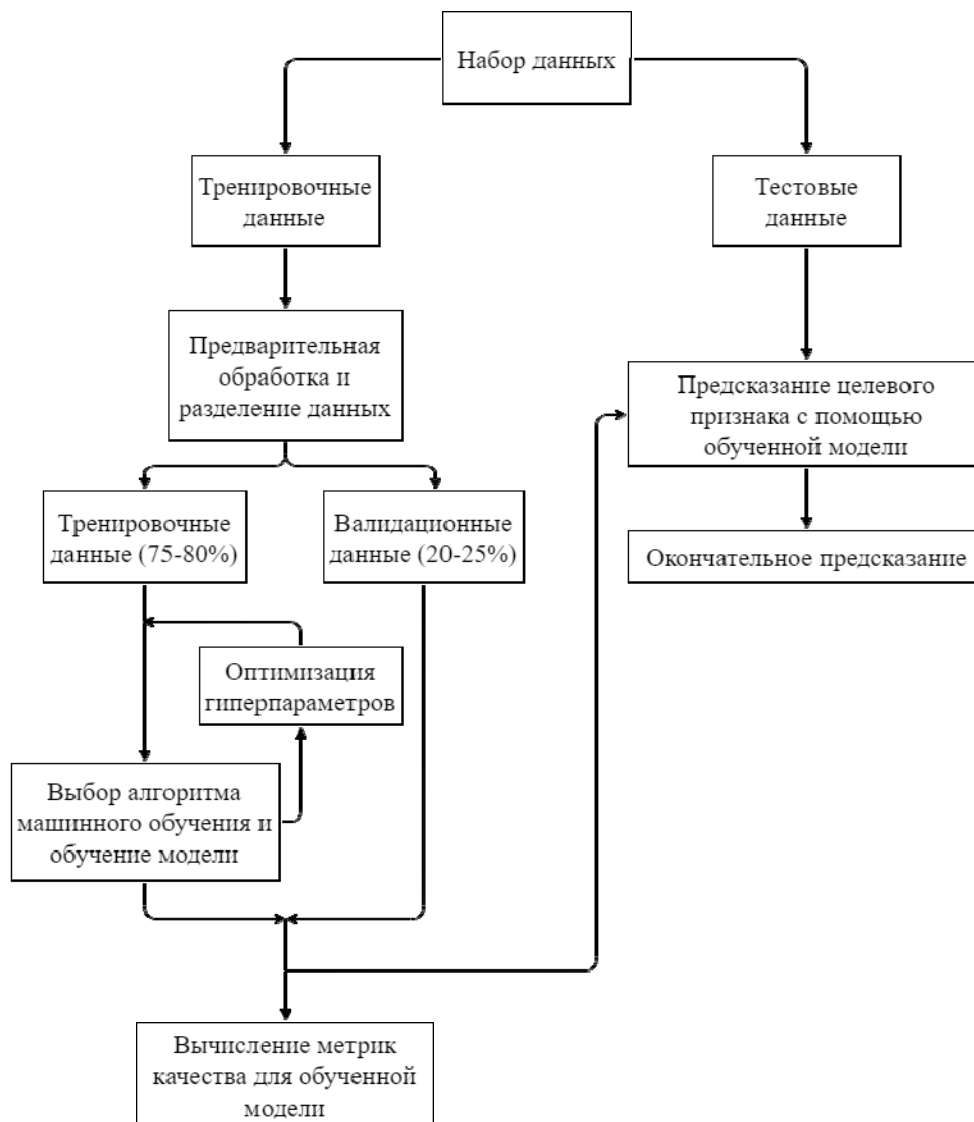 Набор данных
Тренировочные
данные
Тестовые
данные
Предварительная
обработка и
разделение данных
Предсказание целевого
признака с помощью
обученной модели
Тренировочные
данные (75-80%)
Валидационные
данные (20-25%)
Окончательное предсказание
Оптимизация
гиперпараметров
Выбор алгоритма
машинного обучения и
обучение модели
Вычисление метрик
качества для обученной
модели